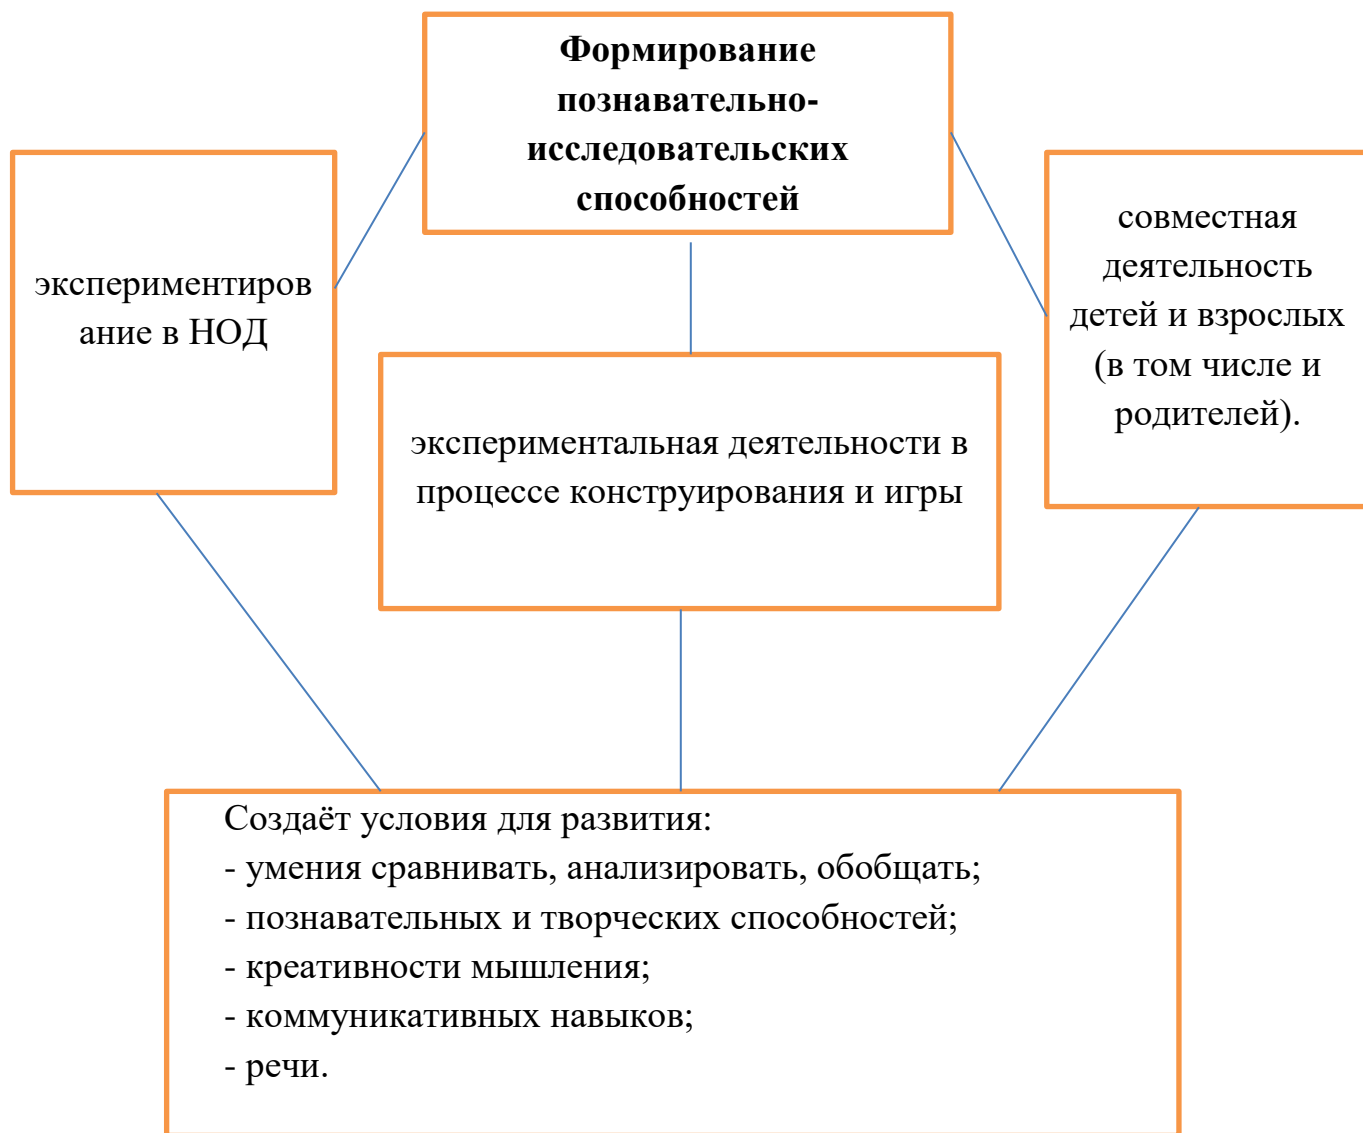 Формирование
познавательно-
исследовательских
способностей
экспериментиров
ание в НОД
экспериментальная деятельности в
процессе конструирования и игры
совместная
деятельность
детей и взрослых
(в том числе и
родителей).
Создаёт условия для развития:
- умения сравнивать, анализировать, обобщать;
- познавательных и творческих способностей;
- креативности мышления;
- коммуникативных навыков;
- речи.